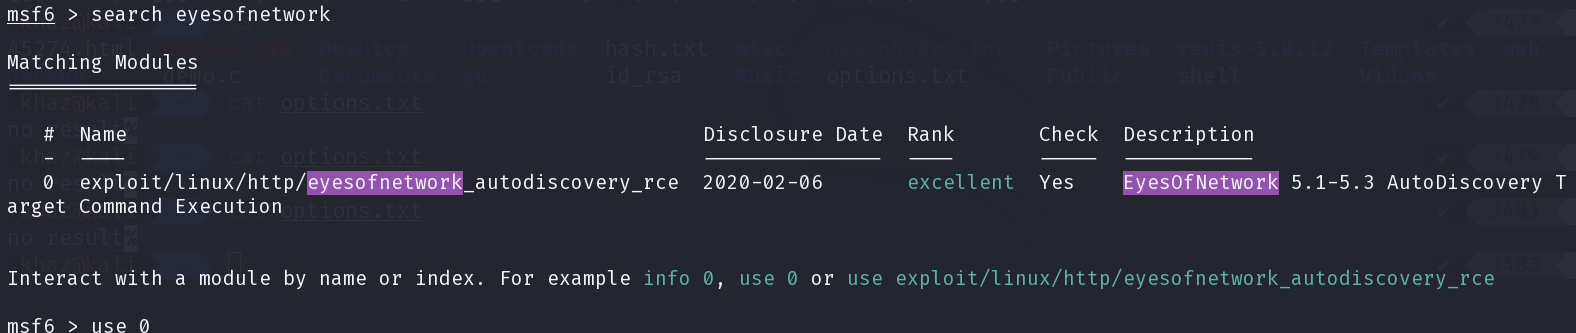 msf6 > search eyesofnetwork
Matching Modules
================
# Name Disclosure Date Rank Check Description
- ---- --------------- ---- ----- -----------
0 exploit/linux/http/eyesofnetwork_autodiscovery_rce 2020-02-06 excellent Yes EyesOfNetwork 5.1-5.3 AutoDiscovery T
arget Command Execution
Interact with a module by name or index. For example info 0, use 0 or use exploit/linux/http/eyesofnetwork_autodiscovery_rce
msf6 > use 0